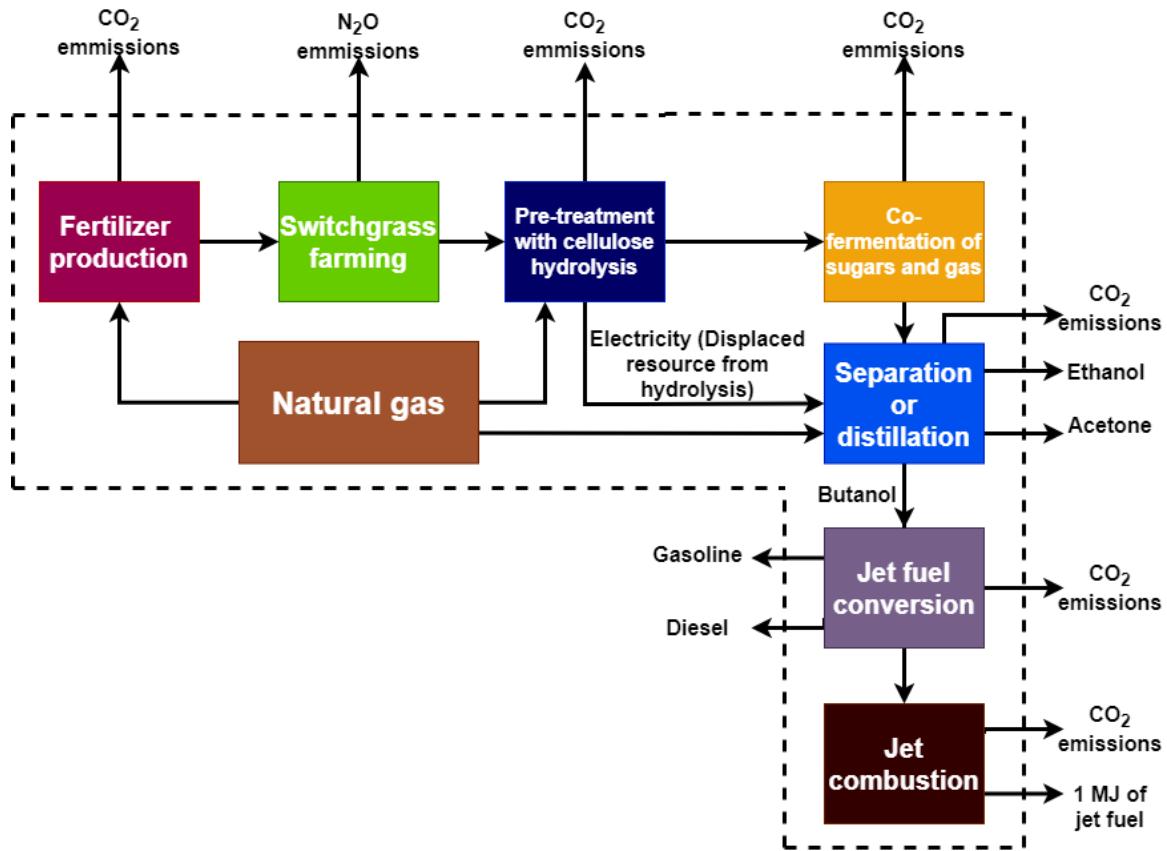 CO2
emmissions
N2O
emmissions
CO2
emmissions
CO2
emmissions
Fertilizer
production
Switchgrass
farming
Pre-treatment
with cellulose
hydrolysis
Co-
fermentation of
sugars and gas
Natural gas
Electricity (Displaced
resource from
hydrolysis)
Separation
or
distillation
CO2
emissions
Ethanol
Acetone
Butanol
Gasoline
Diesel
Jet fuel
conversion
CO2
emissions
Jet
combustion
CO2
emissions
1 MJ of
jet fuel